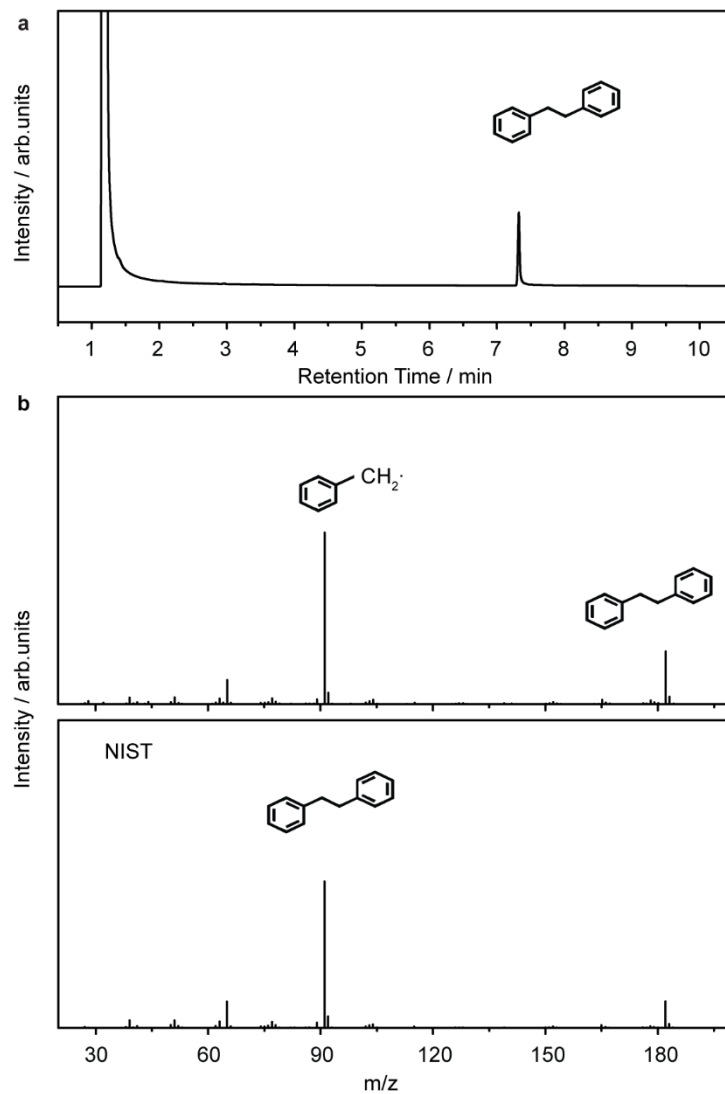 a
Intensity / arb.units
1 2 3 4 5 6 7 8 9 10
Retention Time / min
b
CH2·
Intensity / arb.units
NIST
30 60 90 120 150 180
m/z